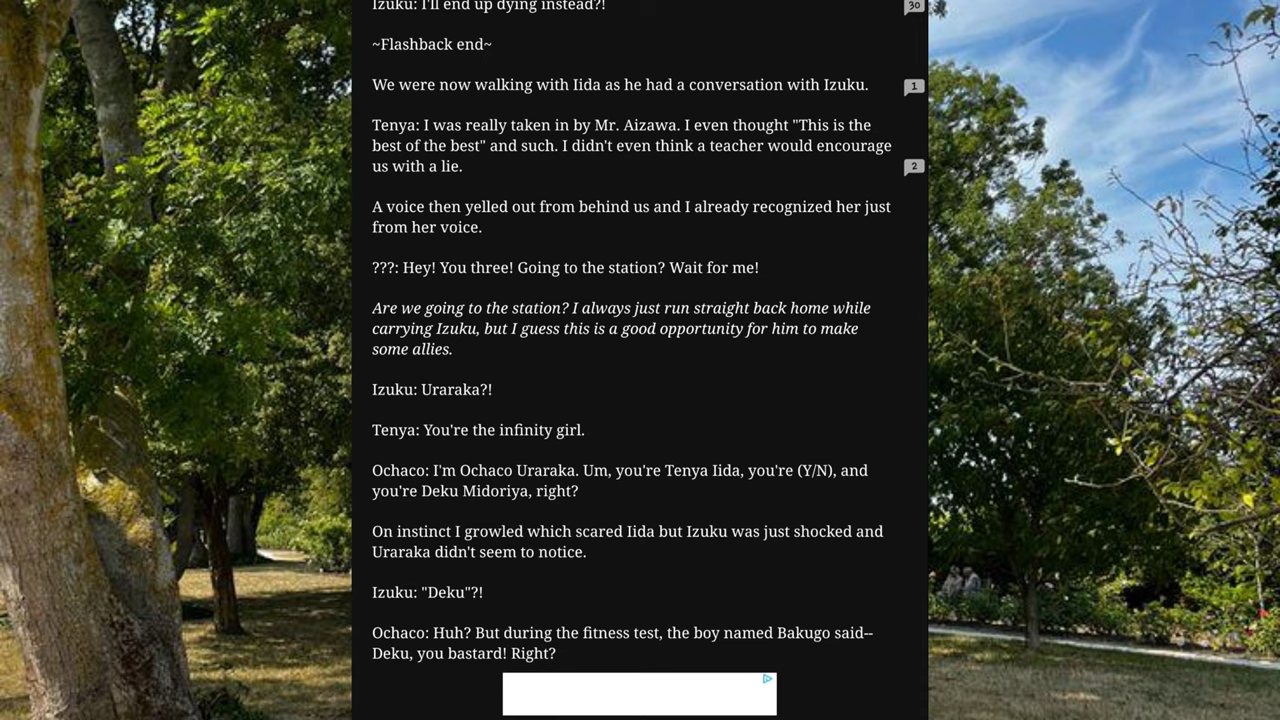 Izuku: I'll end up dying instead?!
30
~Flashback end~
We were now walking with Iida as he had a conversation with Izuku.
1
Tenya: I was really taken in by Mr. Aizawa. I even thought "This is the
best of the best" and such. I didn't even think a teacher would encourage
us with a lie.
2
A voice then yelled out from behind us and I already recognized her just
from her voice.
???: Hey! You three! Going to the station? Wait for me!
Are we going to the station? I always just run straight back home while
carrying Izuku, but I guess this is a good opportunity for him to make
some allies.
Izuku: Uraraka?!
Tenya: You're the infinity girl.
Ochaco: I'm Ochaco Uraraka. Um, you're Tenya Iida, you're (Y/N), and
you're Deku Midoriya, right?
On instinct I growled which scared Iida but Izuku was just shocked and
Uraraka didn't seem to notice.
Izuku: "Deku"?!
Ochaco: Huh? But during the fitness test, the boy named Bakugo said--
Deku, you bastard! Right?